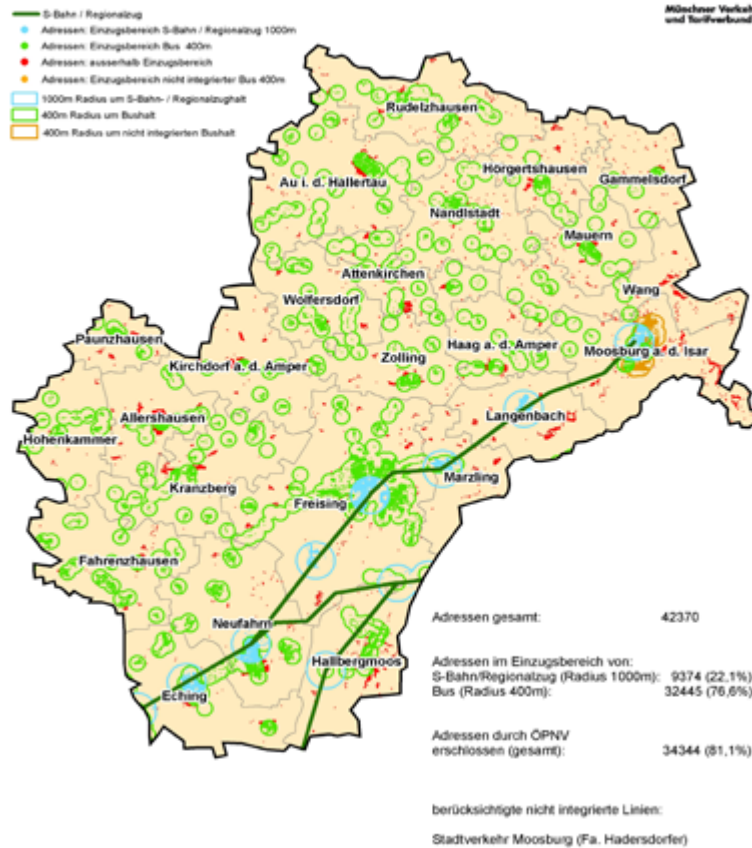 Münchner Verkeh
und Tarifverbund
S-Bahn / Regionalzug
Adressen: Einzugsbereich S-Bahn / Regionalzug 1000m
Adressen: Einzugsbereich Bus 400m
Adressen: ausserhalb Einzugsbereich
Adressen: Einzugsbereich nicht integrierter Bus 400m
1000m Radius um S-Bahn- / Regionalzughalt
400m Radius um Bushalt
400m Radius um nicht integrierten Bushalt
Rudelzhausen
Au i. d. Hallertau
Hörgertshausen
Gammelsdorf
Nandlstadt
Mauern
Attenkirchen
Wang
Wolfersdorf
Paunzhausen
Kirchdorf a. d. Amper
Zolling
Haag a. d. Amper
Moosburg a. d. Isar
Allershausen
Langenbach
Hohenkammer
Kranzberg
Marzling
Freising
Fahrenzhausen
Neufahrn
Hallbergmoos
Eching
Adressen gesamt: 42370
Adressen im Einzugsbereich von:
S-Bahn/Regionalzug (Radius 1000m): 9374 (22,1%)
Bus (Radius 400m): 32445 (76,6%)
Adressen durch ÖPNV
erschlossen (gesamt): 34344 (81,1%)
berücksichtigte nicht integrierte Linien:
Stadtverkehr Moosburg (Fa. Hadersdorfer)